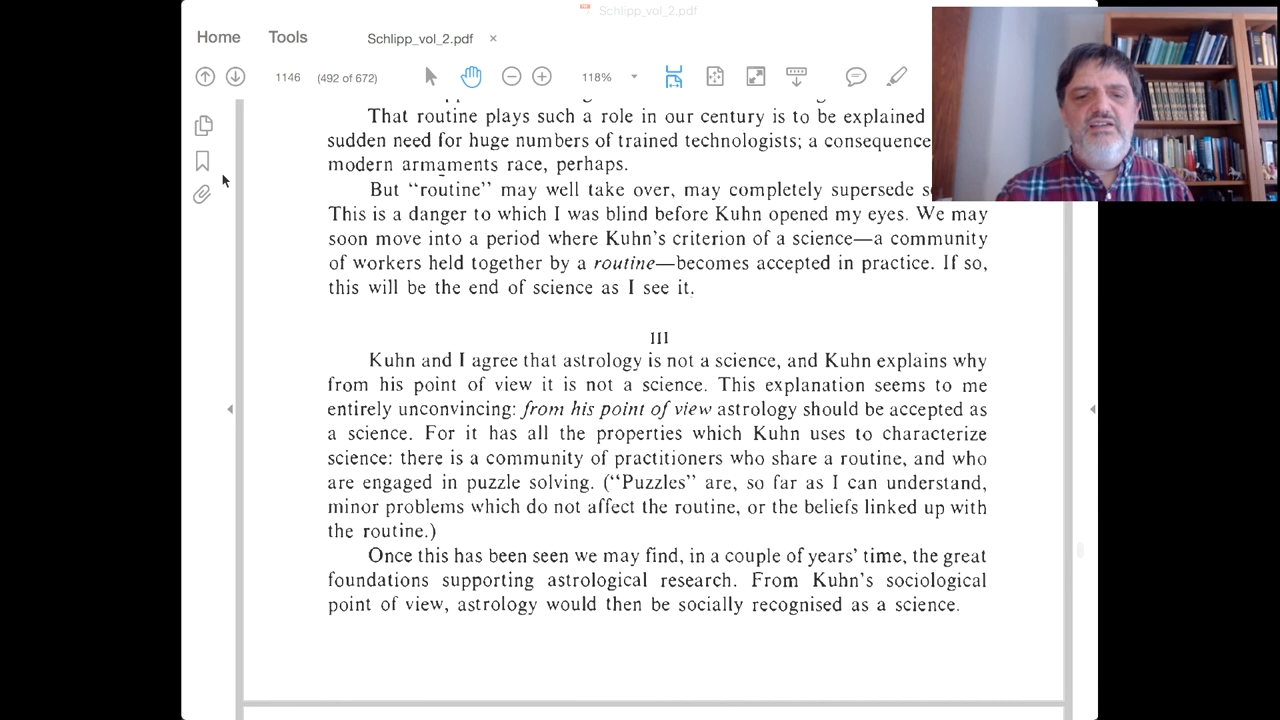 Schlipp_vol_2.pdf
Home Tools Schlipp_vol_2.pdf ×
1146 (492 of 672) 118%
That routine plays such a role in our century is to be explained
sudden need for huge numbers of trained technologists; a consequence
modern armaments race, perhaps.
But “routine” may well take over, may completely supersede
This is a danger to which I was blind before Kuhn opened my eyes. We may
soon move into a period where Kuhn’s criterion of a science—a community
of workers held together by a routine—becomes accepted in practice. If so,
this will be the end of science as I see it.
III
Kuhn and I agree that astrology is not a science, and Kuhn explains why
from his point of view it is not a science. This explanation seems to me
entirely unconvincing: from his point of view astrology should be accepted as
a science. For it has all the properties which Kuhn uses to characterize
science: there is a community of practitioners who share a routine, and who
are engaged in puzzle solving. (“Puzzles” are, so far as I can understand,
minor problems which do not affect the routine, or the beliefs linked up with
the routine.)
Once this has been seen we may find, in a couple of years’ time, the great
foundations supporting astrological research. From Kuhn’s sociological
point of view, astrology would then be socially recognised as a science.